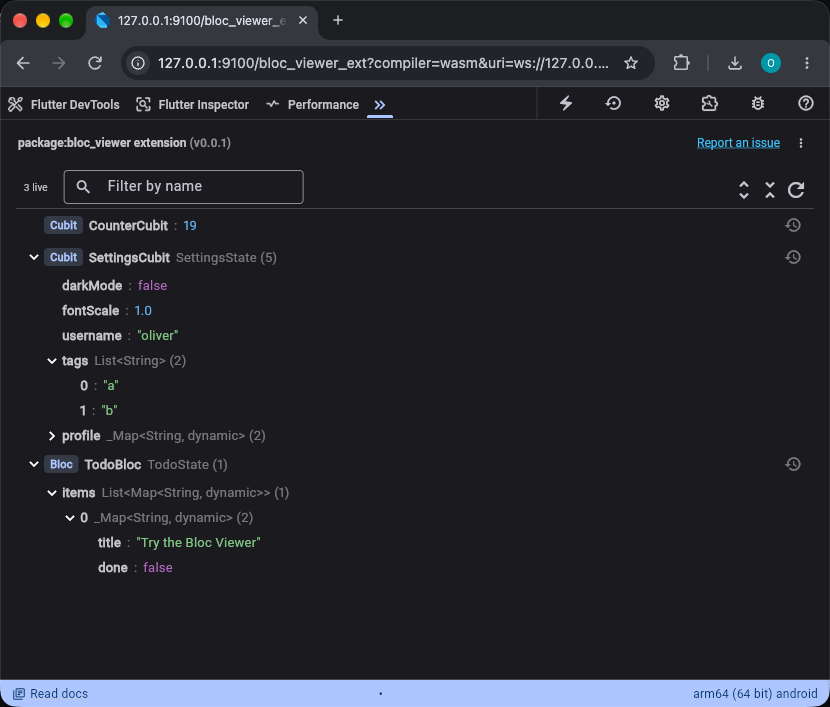 127.0.0.1:9100/bloc_viewer_e
127.0.0.1:9100/bloc_viewer_ext?compiler=wasm&uri=ws://127.0.0.... O
Flutter DevTools Flutter Inspector Performance
package:bloc_viewer extension (v0.0.1) Report an issue
3 live Filter by name
Cubit CounterCubit : 19
Cubit SettingsCubit SettingsState (5)
darkMode : false
fontScale : 1.0
username : "oliver"
tags List<String> (2)
0 : "a"
1 : "b"
profile _Map<String, dynamic> (2)
Bloc TodoBloc TodoState (1)
items List<Map<String, dynamic>> (1)
0 _Map<String, dynamic> (2)
title : "Try the Bloc Viewer"
done : false
Read docs • arm64 (64 bit) android